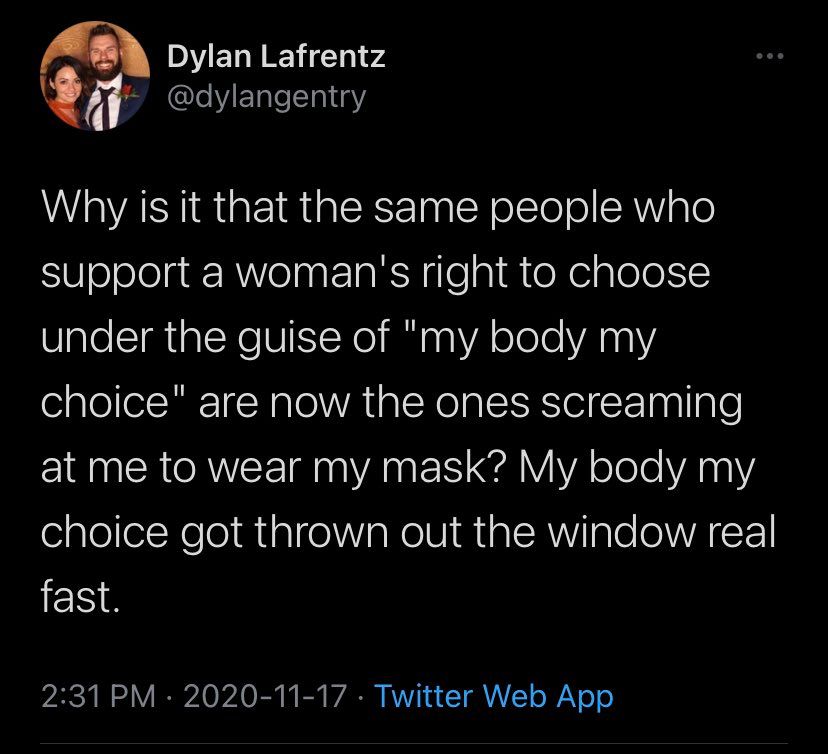 Dylan Lafrentz
@dylangentry
Why is it that the same people who
support a woman's right to choose
under the guise of "my body my
choice" are now the ones screaming
at me to wear my mask? My body my
choice got thrown out the window real
fast.
2:31 PM · 2020-11-17 · Twitter Web App